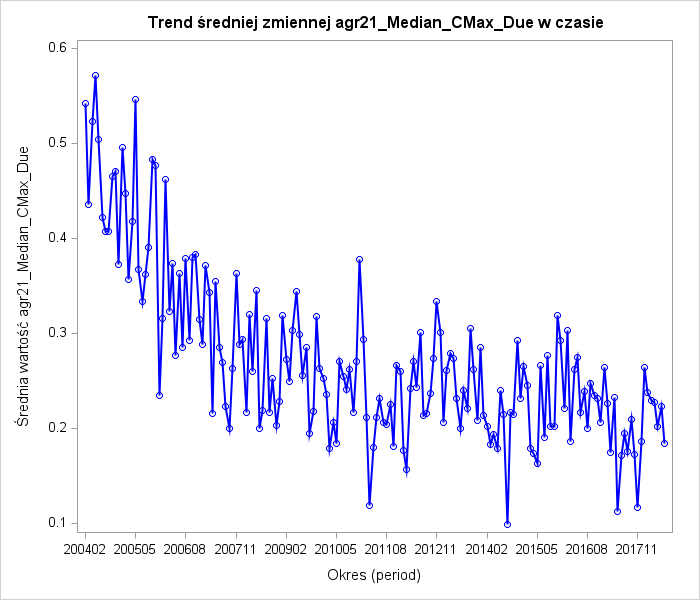 Trend średniej zmiennej agr21_Median_CMax_Due w czasie
Średnia wartość agr21_Median_CMax_Due
0.6
0.5
0.4
0.3
0.2
0.1
200402 200505 200608 200711 200902 201005 201108 201211 201402 201505 201608 201711
Okres (period)